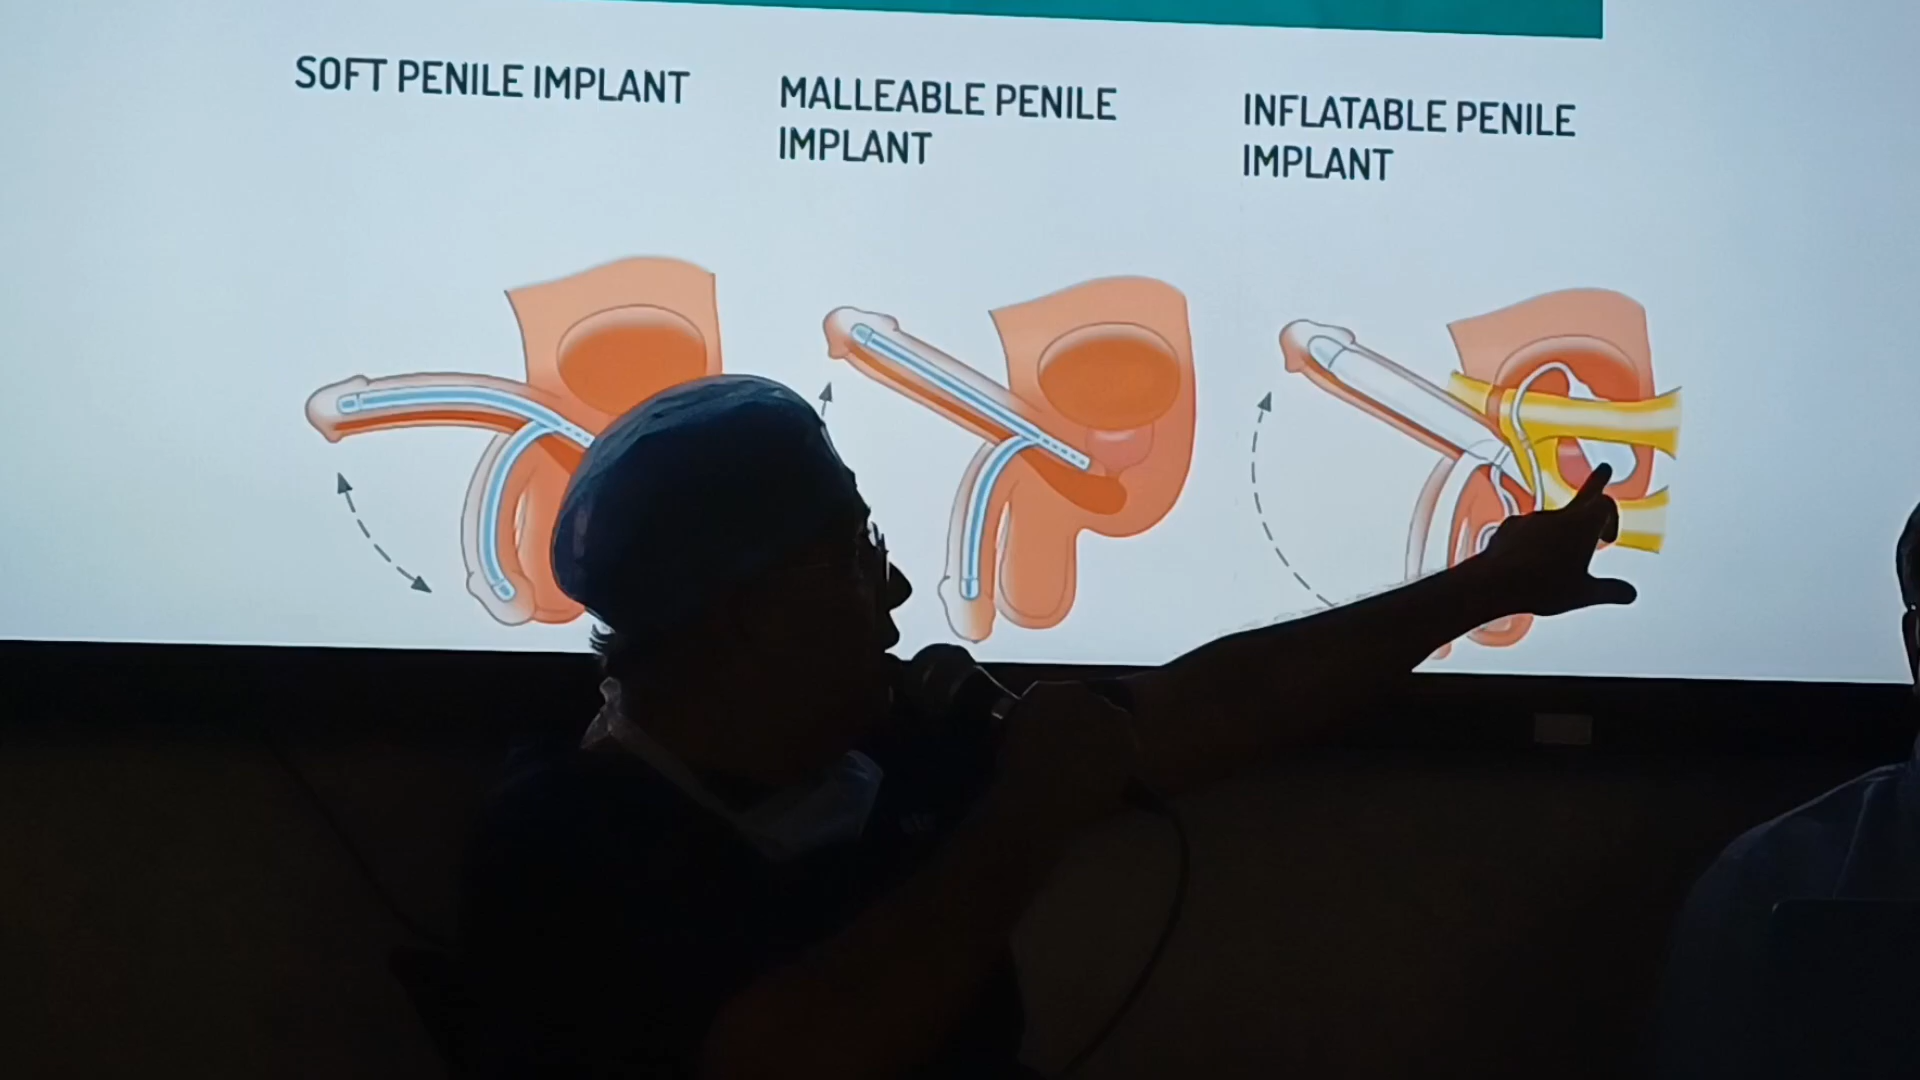 SOFT PENILE IMPLANT
MALLEABLE PENILE
IMPLANT
INFLATABLE PENILE
IMPLANT